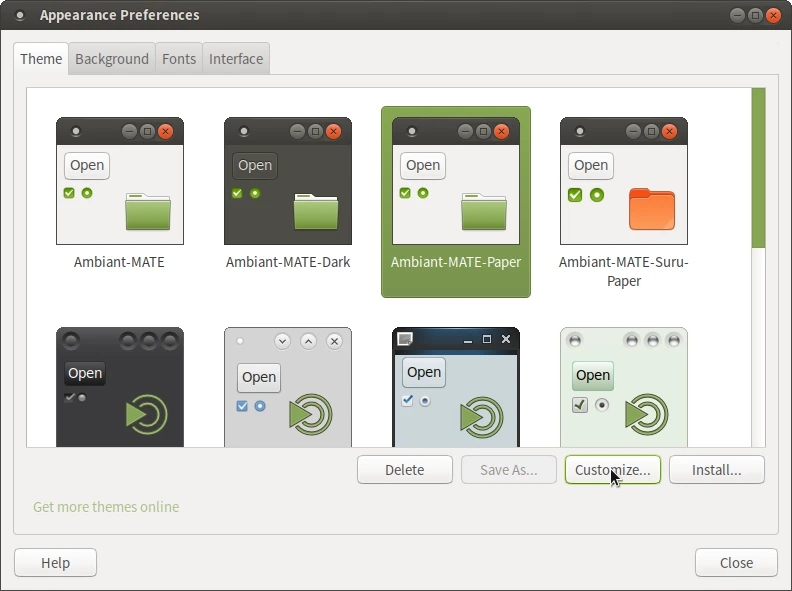 Appearance Preferences
Theme Background Fonts Interface
Open Open Open Open
Ambiant-MATE Ambiant-MATE-Dark Ambiant-MATE-Paper Ambiant-MATE-Suru-
Paper
Open Open Open Open
Delete Save As... Customize... Install...
Get more themes online
Help Close